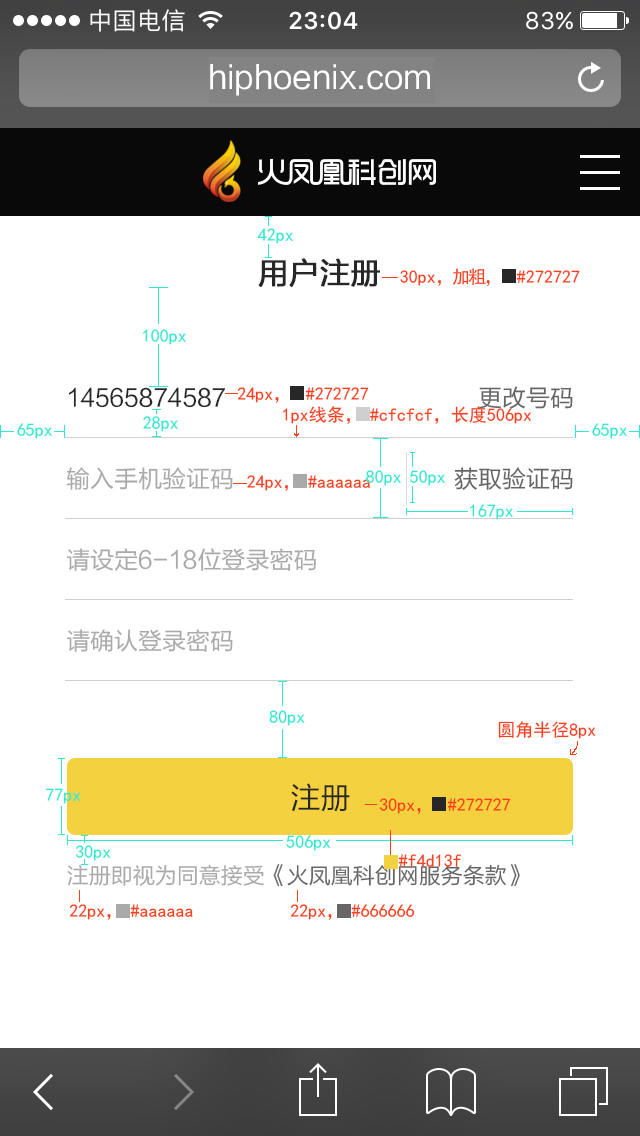 中国电信 23:04 83%
hiphoenix.com
火凤凰科创网
42px
用户注册 30px，加粗，#272727
100px
14565874587 24px，#272727 更改号码
28px 1px线条，#cfcfcf，长度506px
65px 65px
输入手机验证码 24px，#aaaaaa 80px 50px 获取验证码
167px
请设定6-18位登录密码
请确认登录密码
80px
圆角半径8px
77px 注册 30px，#272727
506px
30px #f4d13f
注册即视为同意接受《火凤凰科创网服务条款》
22px，#aaaaaa 22px，#666666